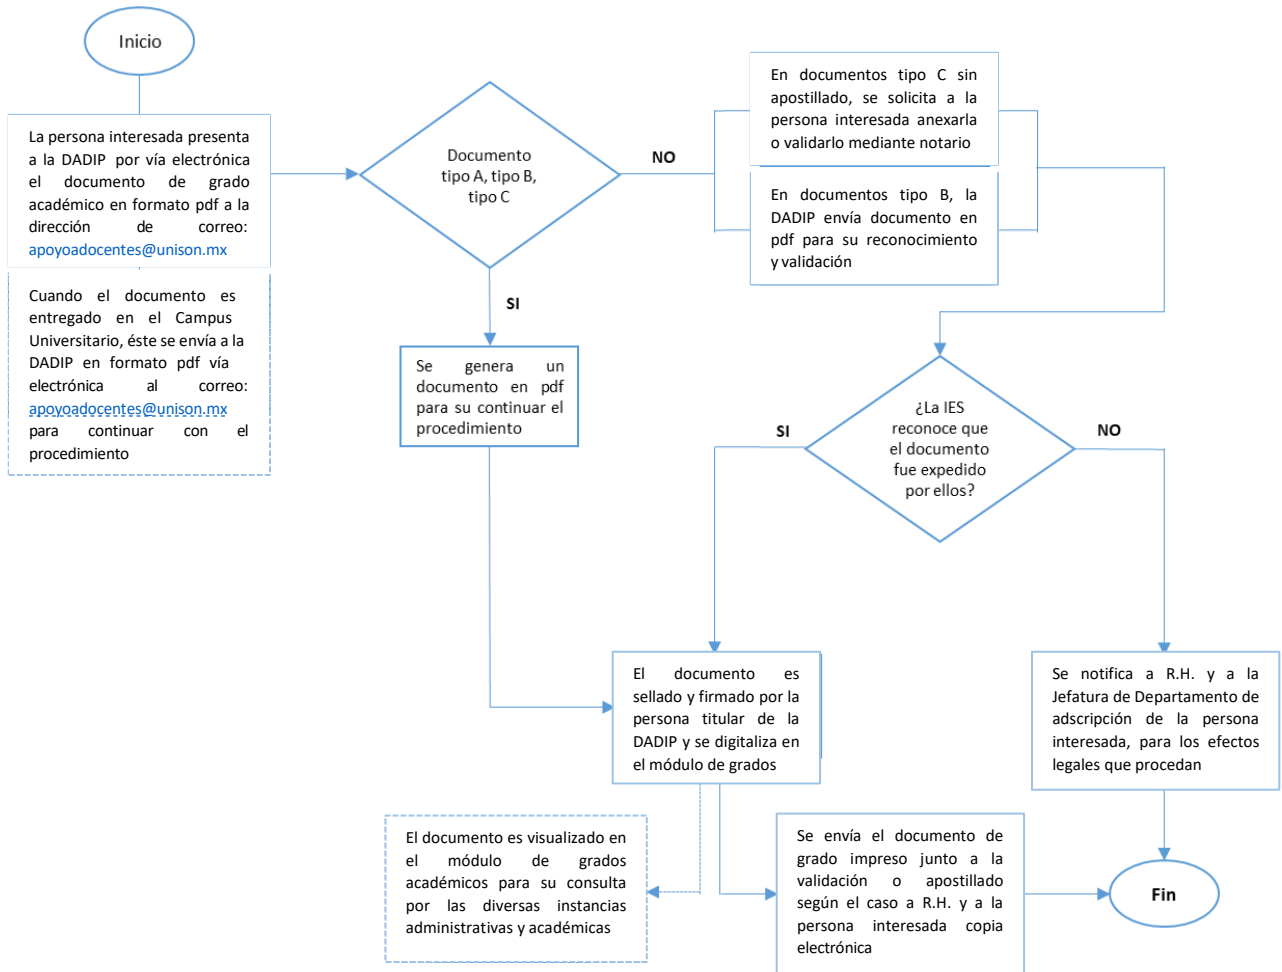 Inicio
La persona interesada presenta
a la DADIP por vía electrónica
el documento de grado
académico en formato pdf a la
dirección de correo:
apoyoadocentes@unison.mx
Cuando el documento es
entregado en el Campus
Universitario, éste se envía a la
DADIP en formato pdf vía
electrónica al correo:
apoyoadocentes@unison.mx
para continuar con el
procedimiento
Documento
tipo A, tipo B,
tipo C
NO
SI
En documentos tipo C sin
apostillado, se solicita a la
persona interesada anexarla
o validarlo mediante notario
En documentos tipo B, la
DADIP envía documento en
pdf para su reconocimiento
y validación
Se genera un
documento en pdf
para su continuar el
procedimiento
¿La IES
reconoce que
el documento
fue expedido
por ellos?
SI
NO
El documento es
sellado y firmado por la
persona titular de la
DADIP y se digitaliza en
el módulo de grados
Se notifica a R.H. y a la
Jefatura de Departamento de
adscripción de la persona
interesada, para los efectos
legales que procedan
El documento es visualizado en
el módulo de grados
académicos para su consulta
por las diversas instancias
administrativas y académicas
Se envía el documento de
grado impreso junto a la
validación o apostillado
según el caso a R.H. y a la
persona interesada copia
electrónica
Fin